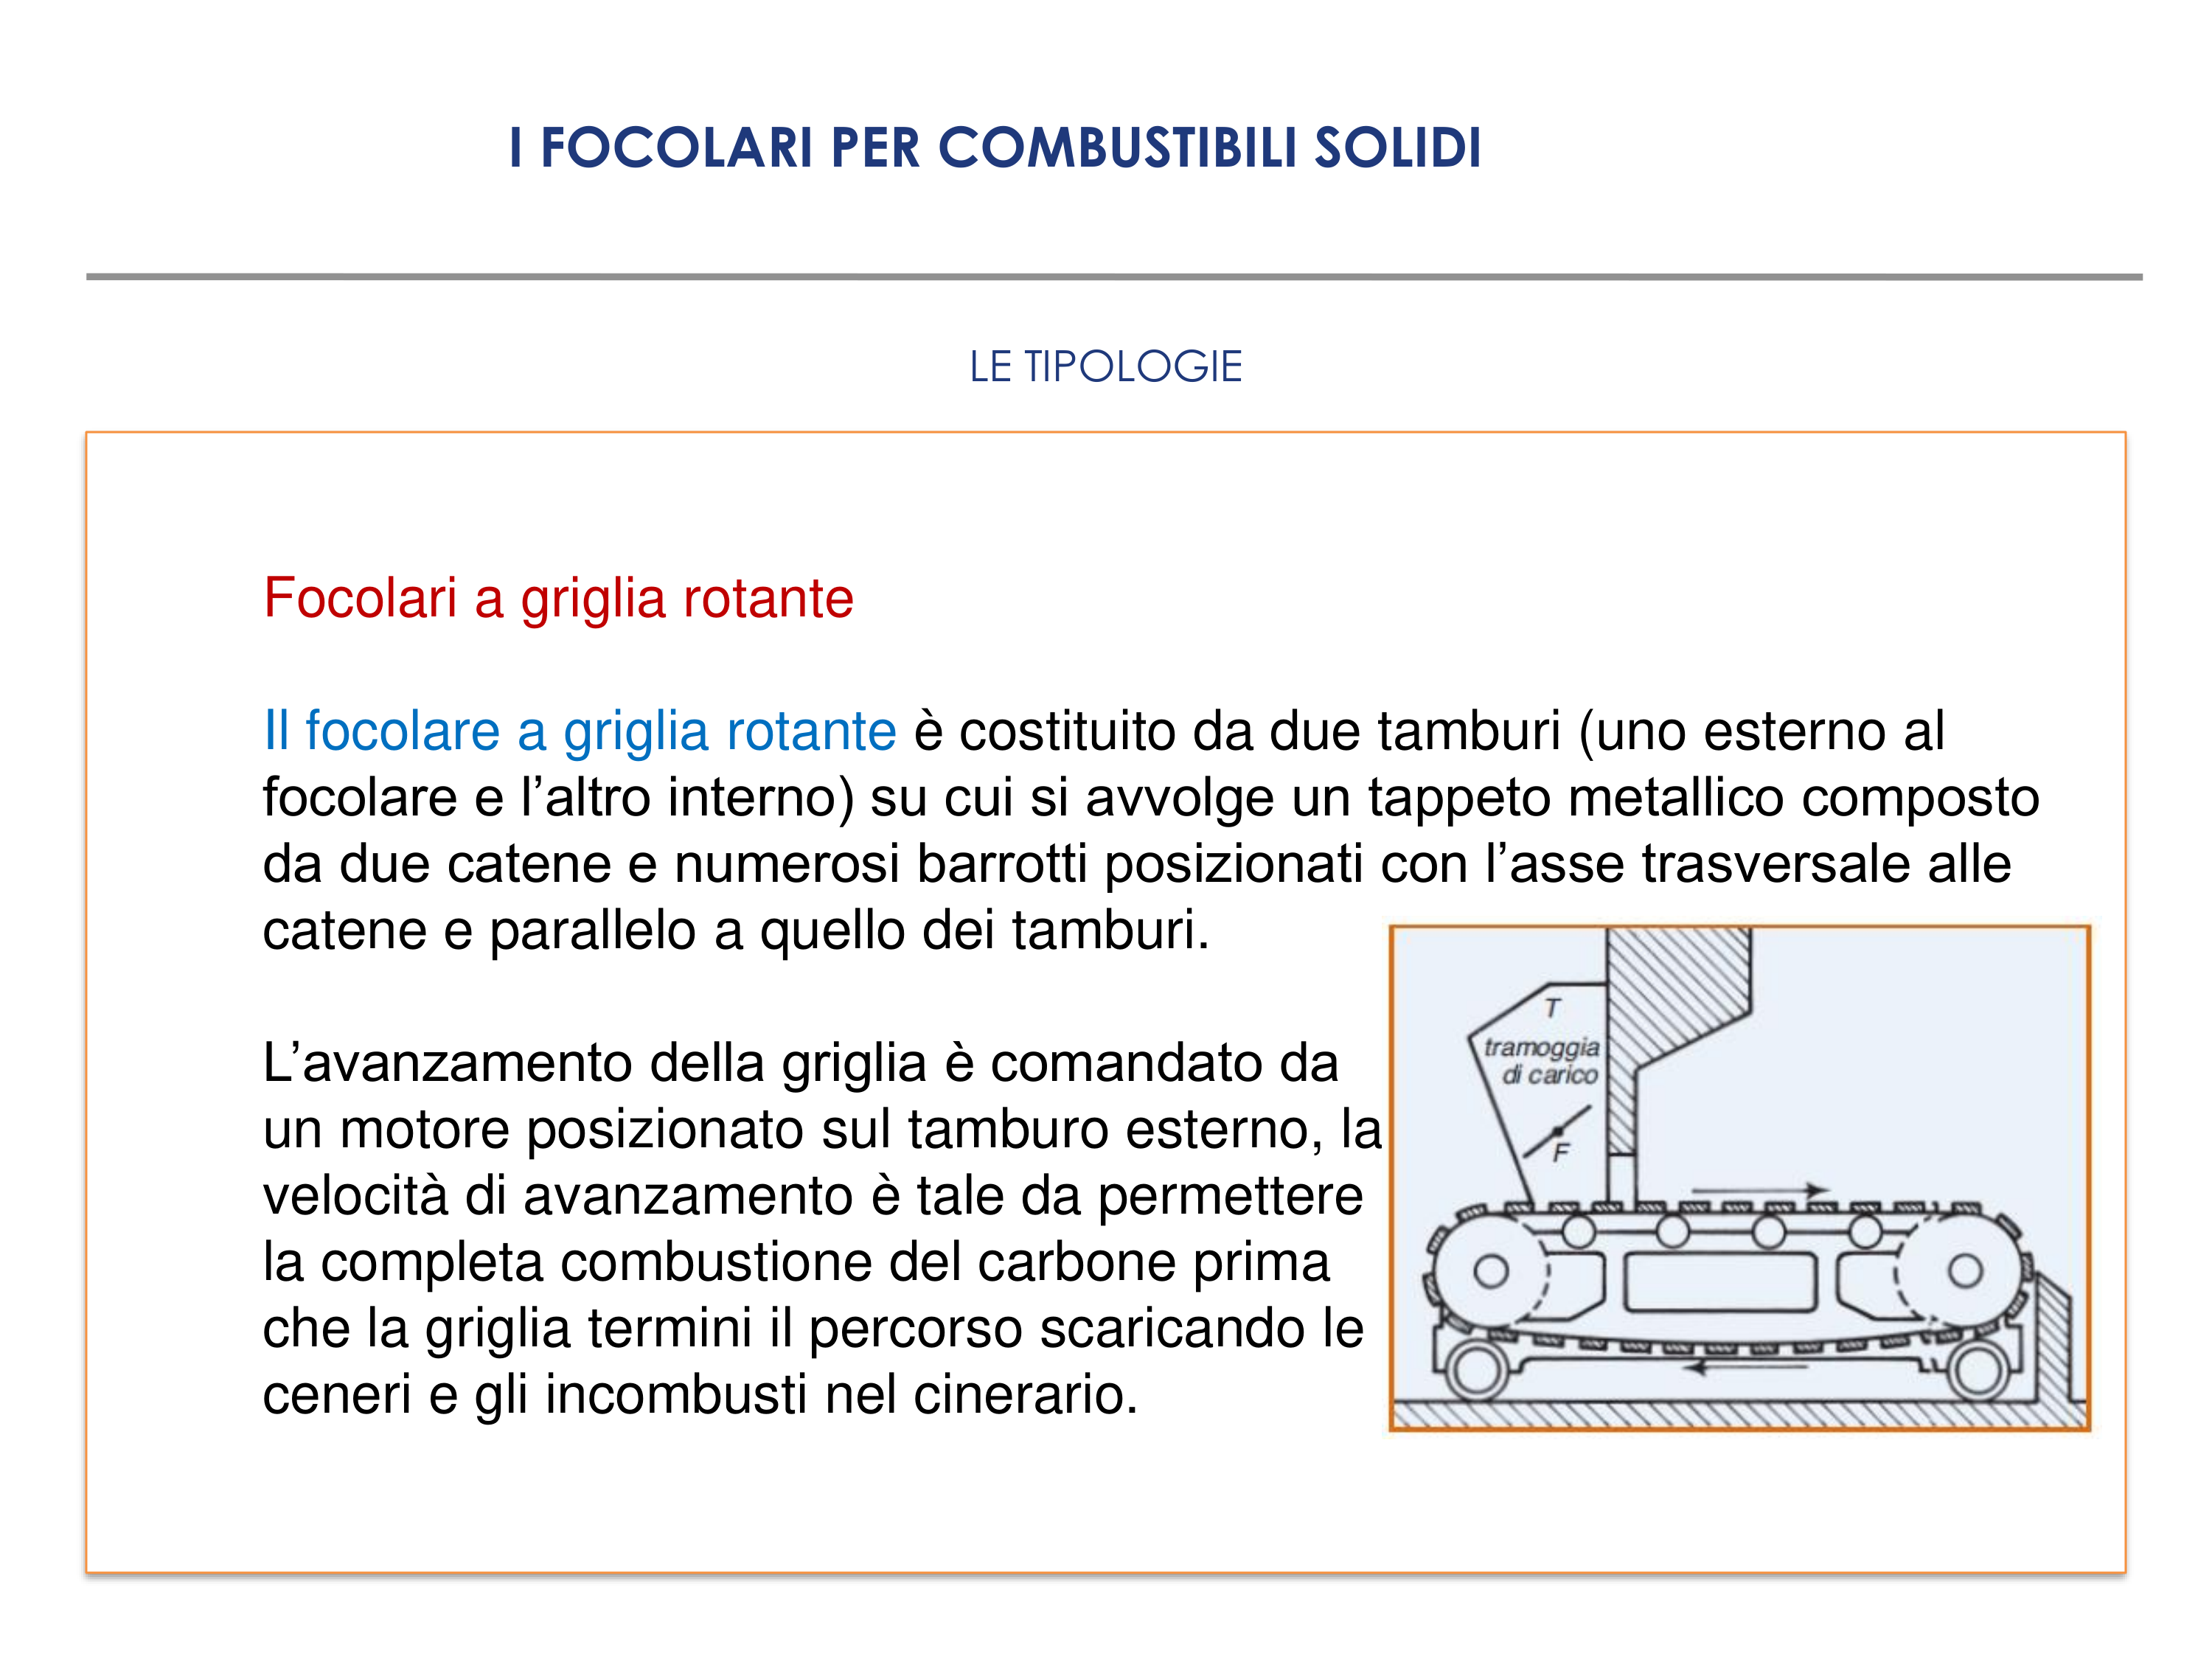 I FOCOLARI PER COMBUSTIBILI SOLIDI
LE TIPOLOGIE
Focolari a griglia rotante
Il focolare a griglia rotante è costituito da due tamburi (uno esterno al
focolare e l’altro interno) su cui si avvolge un tappeto metallico composto
da due catene e numerosi barrotti posizionati con l’asse trasversale alle
catene e parallelo a quello dei tamburi.
L’avanzamento della griglia è comandato da
un motore posizionato sul tamburo esterno, la
velocità di avanzamento è tale da permettere
la completa combustione del carbone prima
che la griglia termini il percorso scaricando le
ceneri e gli incombusti nel cinerario.
T
tramoggia
di carico
F